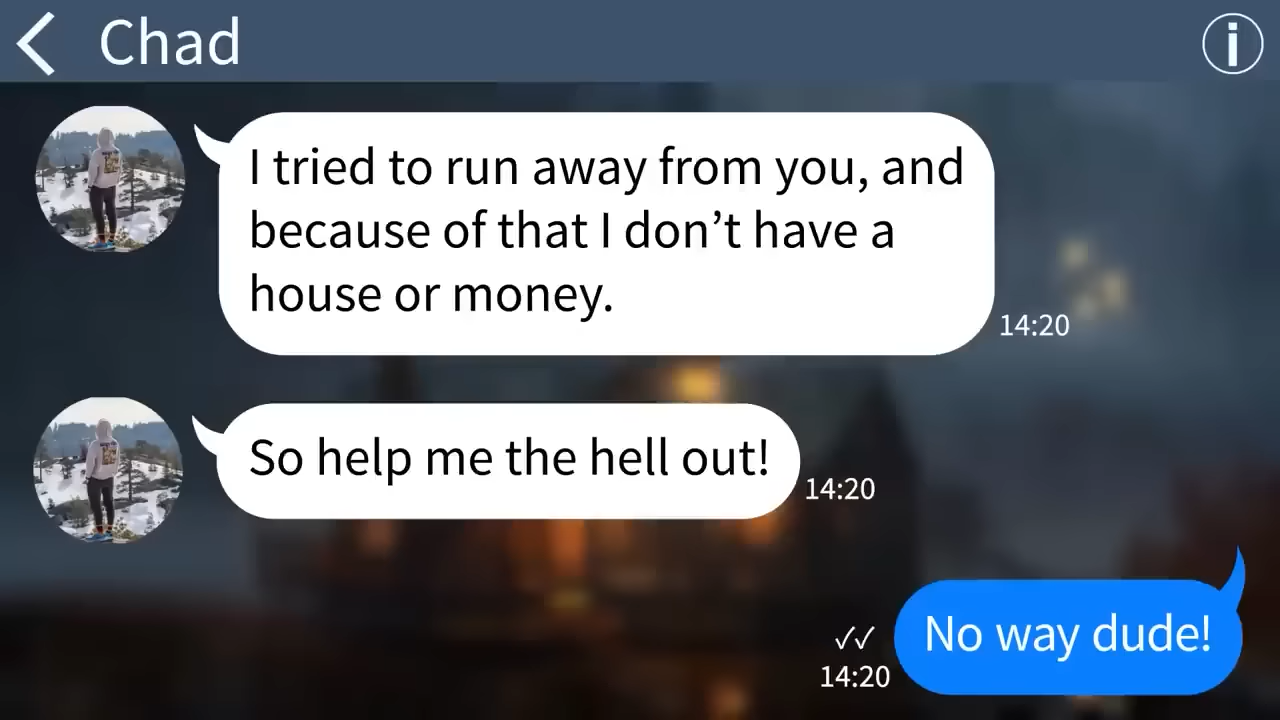 Chad
I tried to run away from you, and
because of that I don’t have a
house or money.
14:20
So help me the hell out!
14:20
No way dude!
14:20